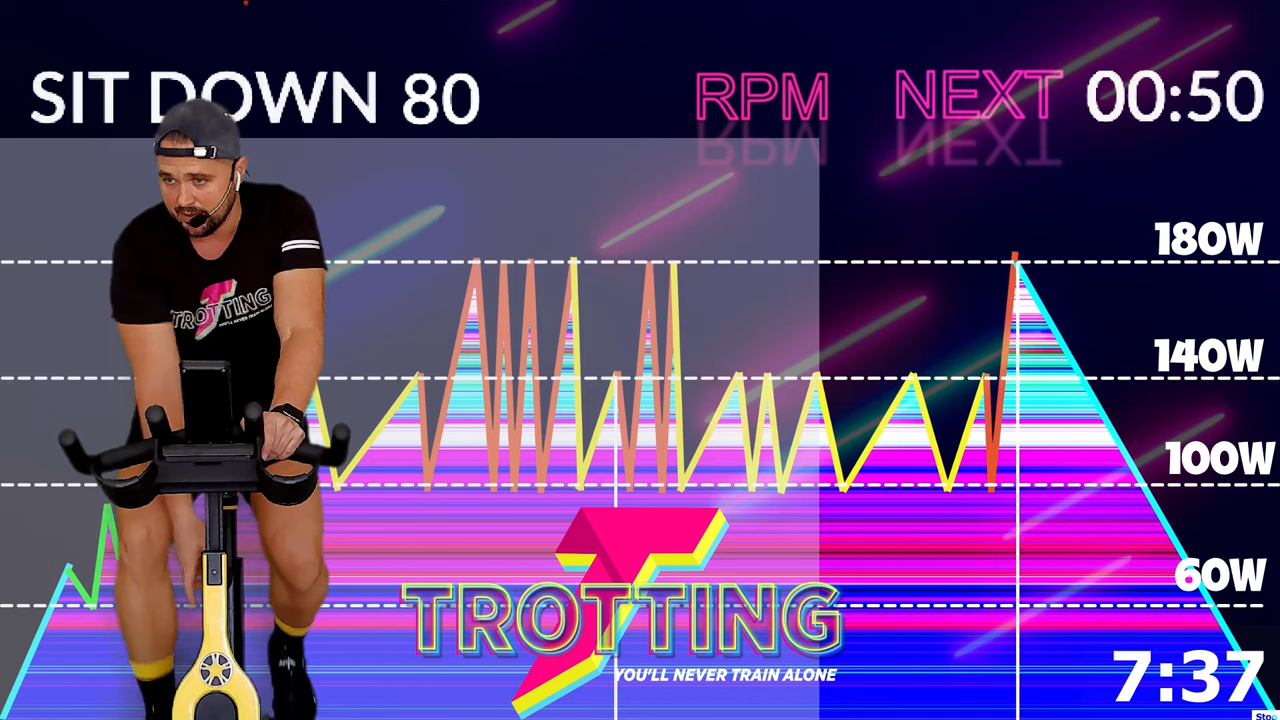 SIT DOWN 80
RPM
NEXT
00:50
180W
140W
100W
60W
TROTTING
YOU'LL NEVER TRAIN ALONE
TROTTING
YOU'LL NEVER TRAIN ALONE
7:37